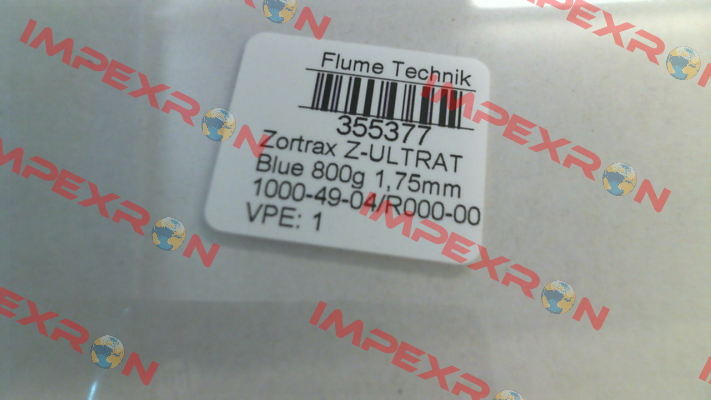 Flume Technik
355377
Zortrax Z-ULTRAT
Blue 800g 1,75mm
1000-49-04/R000-00
VPE: 1
IMPEXRON
IMPEXRON
IMPEXRON
IMPEXRON
IMPEXRON
IMPEXRON
IMPEXRON
IMPEXRON
IMPEXRON